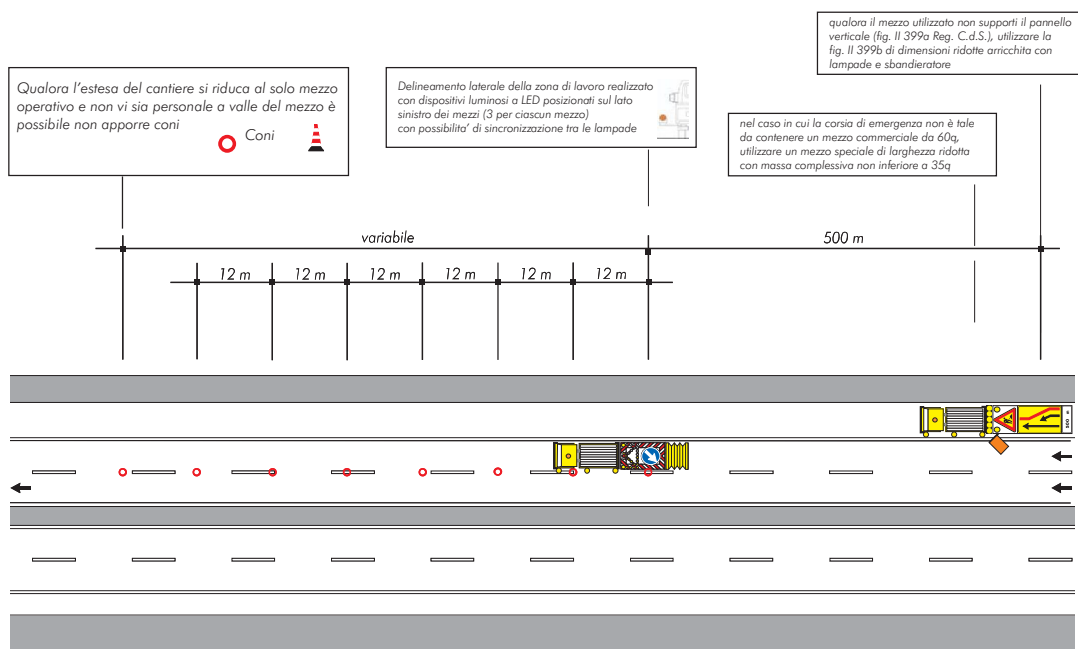 qualora il mezzo utilizzato non supporti il pannello
verticale (fig. II 399a Reg. C.d.S.), utilizzare la
fig. II 399b di dimensioni ridotte arricchita con
lampade e sbandieratore
Qualora l'estesa del cantiere si riduca al solo mezzo
operativo e non vi sia personale a valle del mezzo è
possibile non apporre coni
Coni
Delineamento laterale della zona di lavoro realizzato
con dispositivi luminosi a LED posizionati sul lato
sinistro dei mezzi (3 per ciascun mezzo)
con possibilita' di sincronizzazione tra le lampade
nel caso in cui la corsia di emergenza non è tale
da contenere un mezzo commerciale da 60q,
utilizzare un mezzo speciale di larghezza ridotta
con massa complessiva non inferiore a 35q
variabile
500 m
12 m
12 m
12 m
12 m
12 m
12 m
500 m